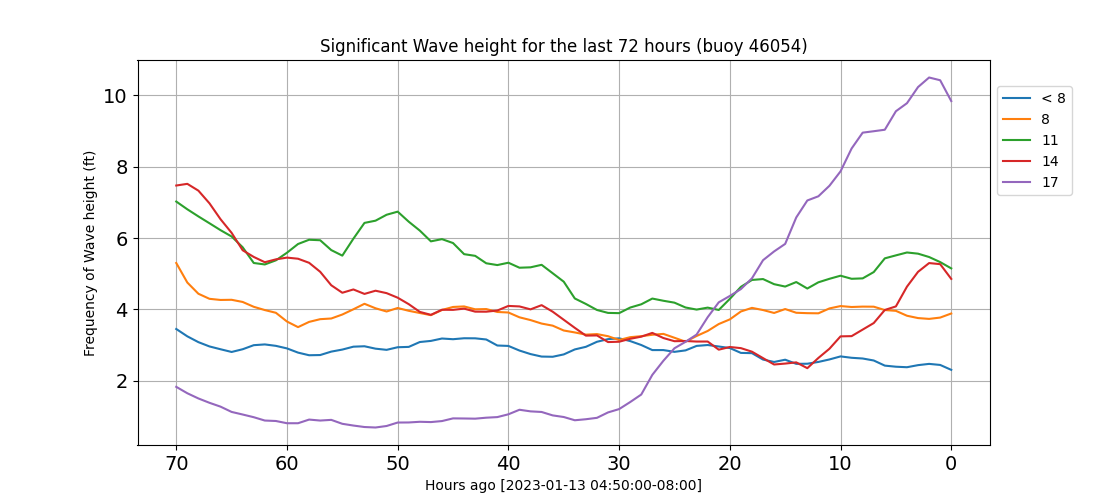 Significant Wave height for the last 72 hours (buoy 46054)
Frequency of Wave height (ft)
10
8
6
4
2
70 60 50 40 30 20 10 0
Hours ago [2023-01-13 04:50:00-08:00]
< 8
8
11
14
17